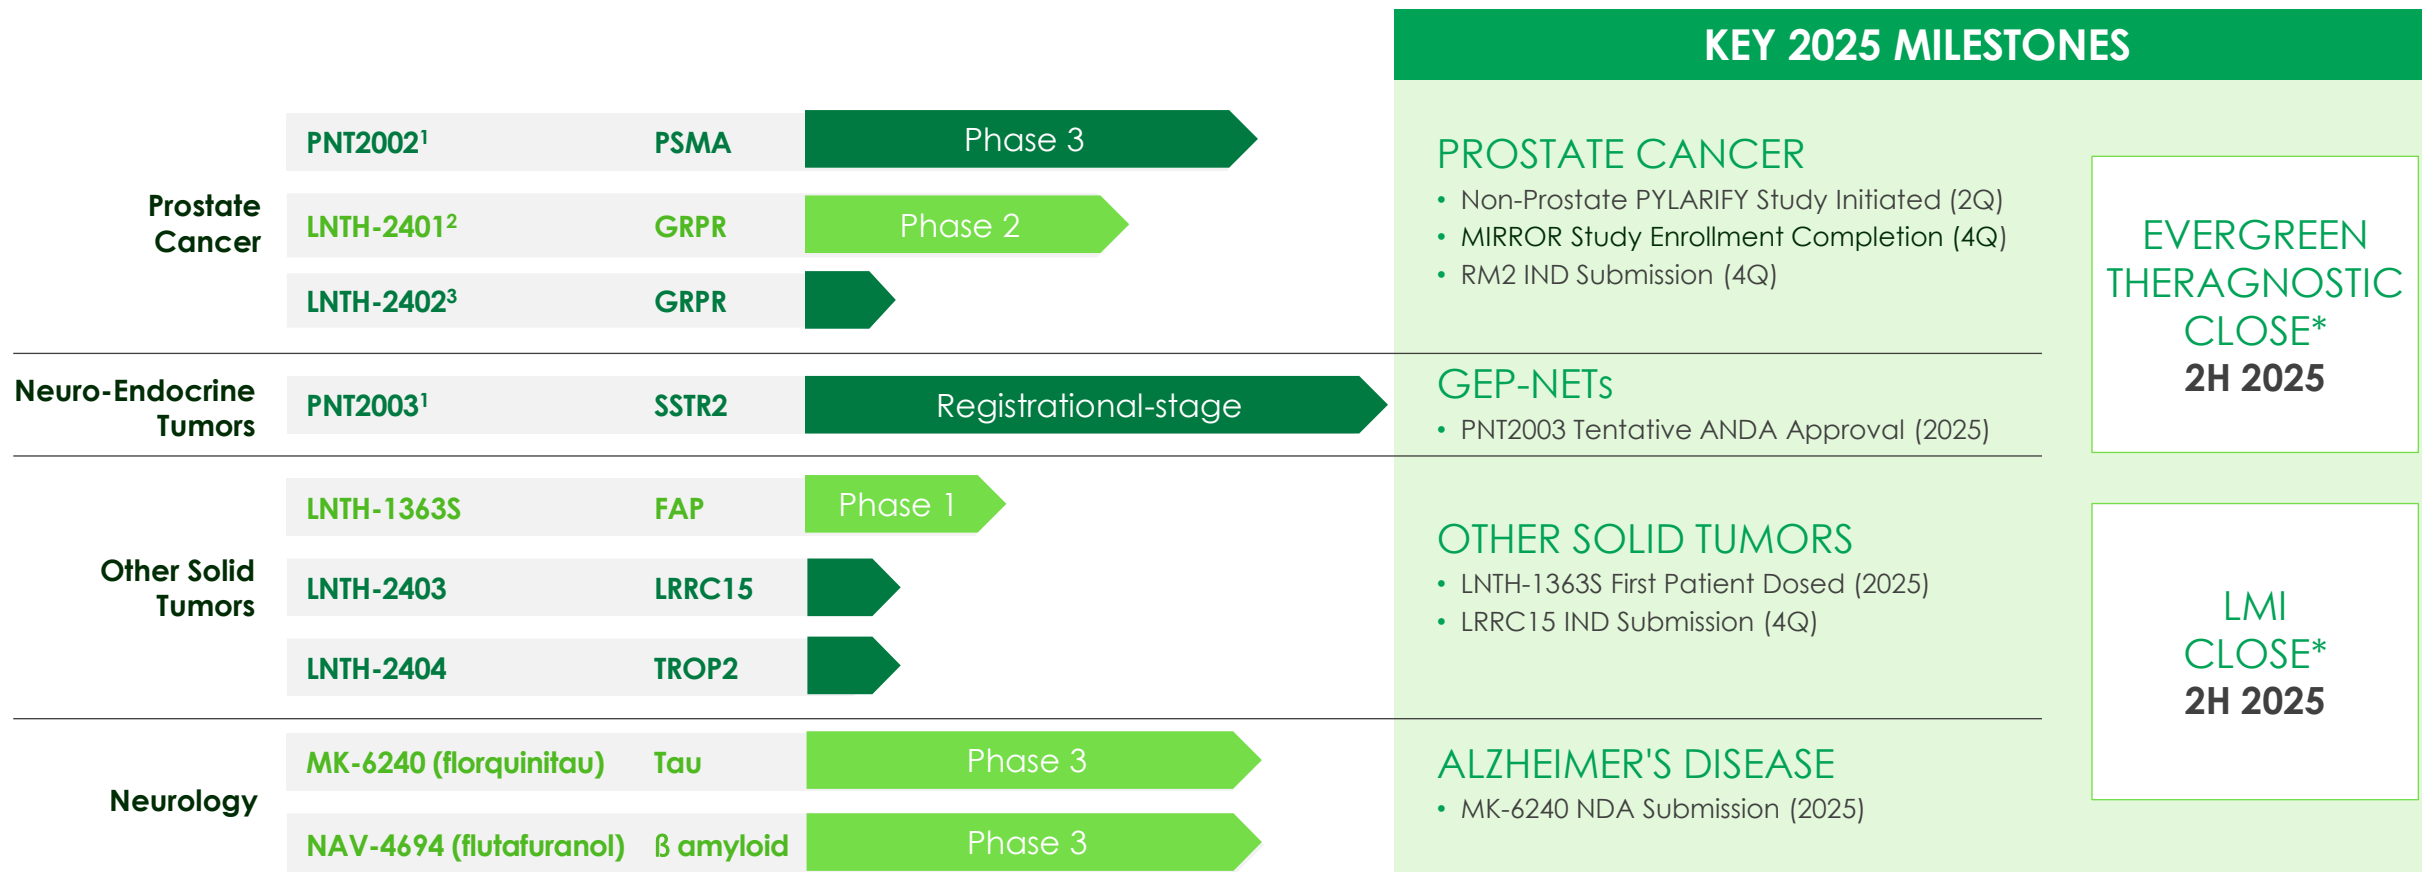 KEY 2025 MILESTONES
Prostate
Cancer
PNT2002¹ PSMA Phase 3
LNTH-2401² GRPR Phase 2
LNTH-2402³ GRPR
Neuro-Endocrine
Tumors
PNT2003¹ SSTR2 Registrational-stage
Other Solid
Tumors
LNTH-1363S FAP Phase 1
LNTH-2403 LRRC15
LNTH-2404 TROP2
Neurology
MK-6240 (florquinitau) Tau Phase 3
NAV-4694 (flutafuranol) ß amyloid Phase 3
PROSTATE CANCER
• Non-Prostate PYLARIFY Study Initiated (2Q)
• MIRROR Study Enrollment Completion (4Q)
• RM2 IND Submission (4Q)
GEP-NETs
• PNT2003 Tentative ANDA Approval (2025)
OTHER SOLID TUMORS
• LNTH-1363S First Patient Dosed (2025)
• LRRC15 IND Submission (4Q)
ALZHEIMER'S DISEASE
• MK-6240 NDA Submission (2025)
EVERGREEN
THERAGNOSTIC
CLOSE*
2H 2025
LMI
CLOSE*
2H 2025